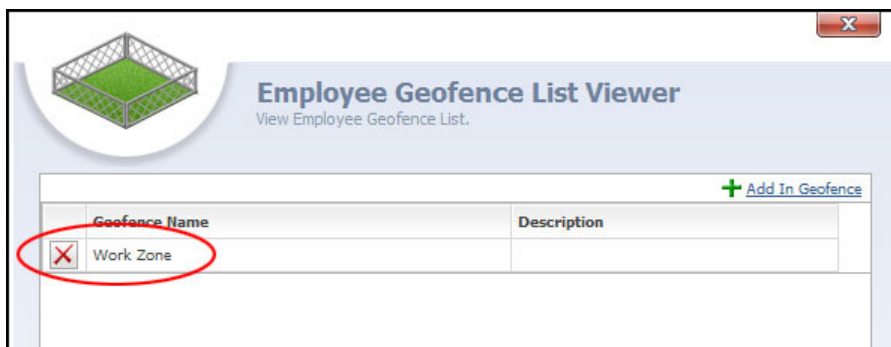 Employee Geofence List Viewer
View Employee Geofence List.
Add In Geofence
Geofence Name Description
Work Zone